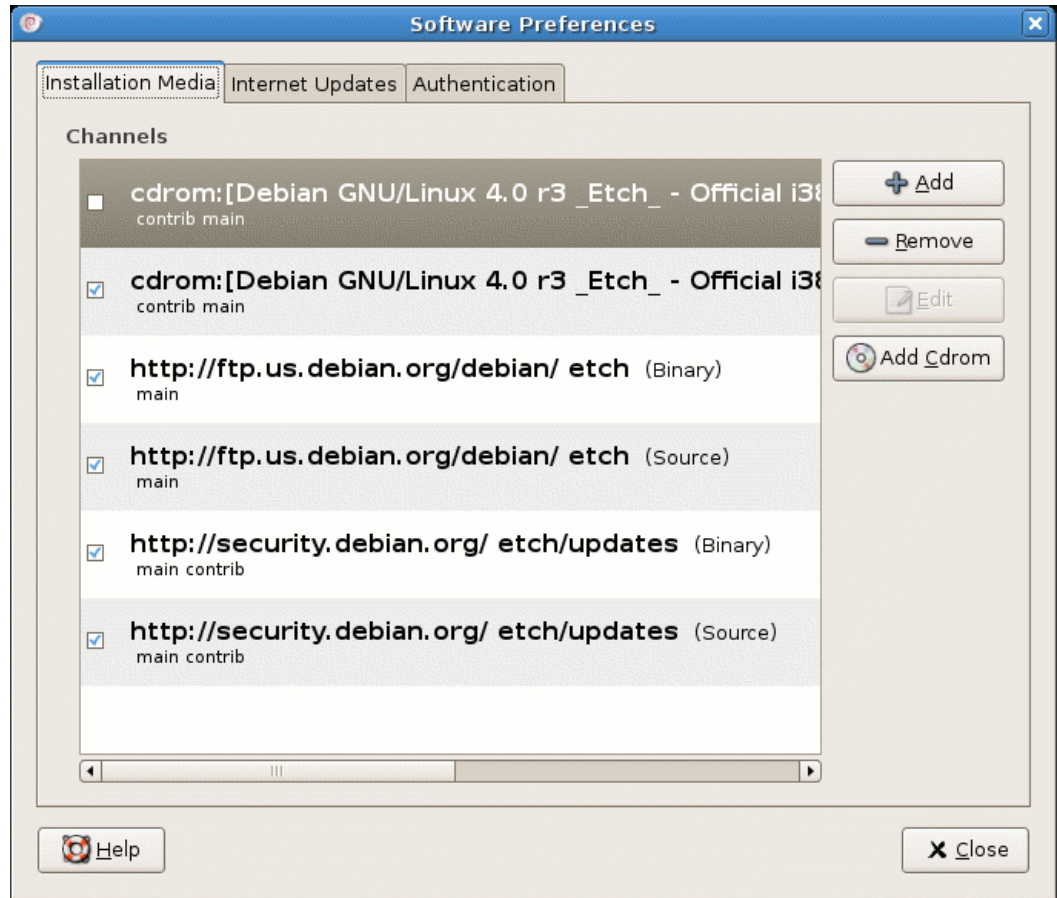 Software Preferences
Installation Media
Internet Updates
Authentication
Channels
cdrom:[Debian GNU/Linux 4.0 r3 _Etch_ - Official i38
contrib main
cdrom:[Debian GNU/Linux 4.0 r3 _Etch_ - Official i38
contrib main
http://ftp.us.debian.org/debian/ etch (Binary)
main
http://ftp.us.debian.org/debian/ etch (Source)
main
http://security.debian.org/ etch/updates (Binary)
main contrib
http://security.debian.org/ etch/updates (Source)
main contrib
Add
Remove
Edit
Add Cdrom
Help
Close